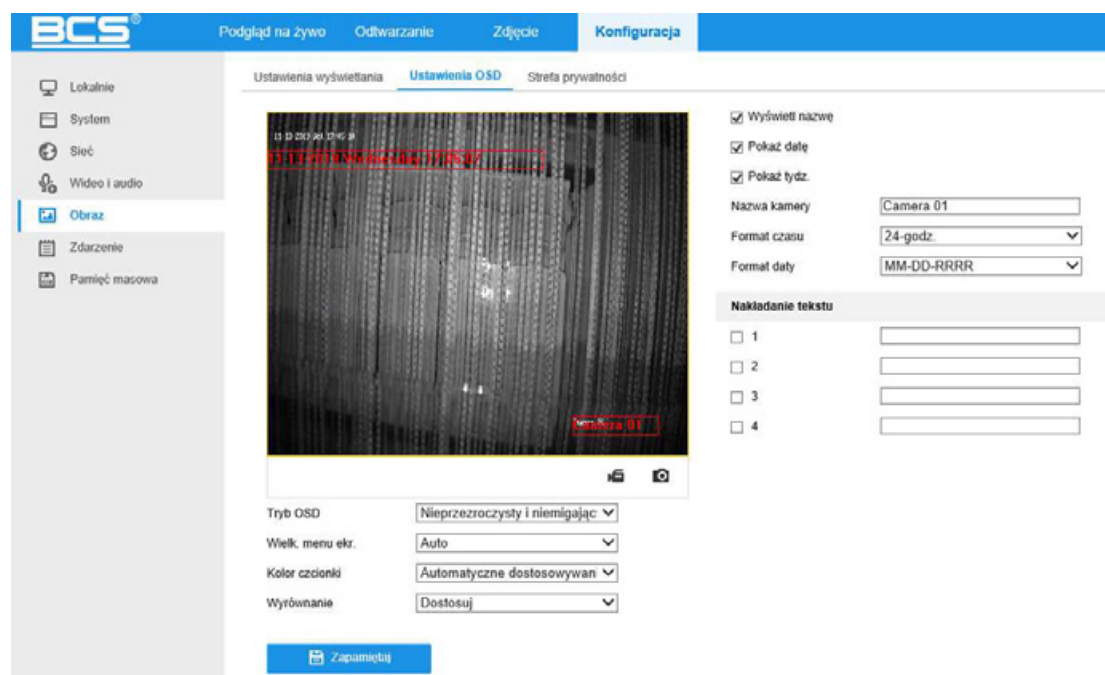 BCS®
Podgląd na żywo Odtwarzanie Zdjęcie Konfiguracja
Lokalnie
System
Sieć
Wideo i audio
Obraz
Zdarzenie
Pamięć masowa
Ustawienia wyświetlania Ustawienia OSD Strefa prywatności
Camera 01
Wyświetl nazwę
Pokaż datę
Pokaż tydz.
Nazwa kamery Camera 01
Format czasu 24-godz.
Format daty MM-DD-RRRR
Nakładanie tekstu
1
2
3
4
Tryb OSD Nieprzezroczysty i niemigając
Wielk. menu ekr. Auto
Kolor czcionki Automatyczne dostosowywani
Wyrównanie Dostosuj
Zapamiętaj